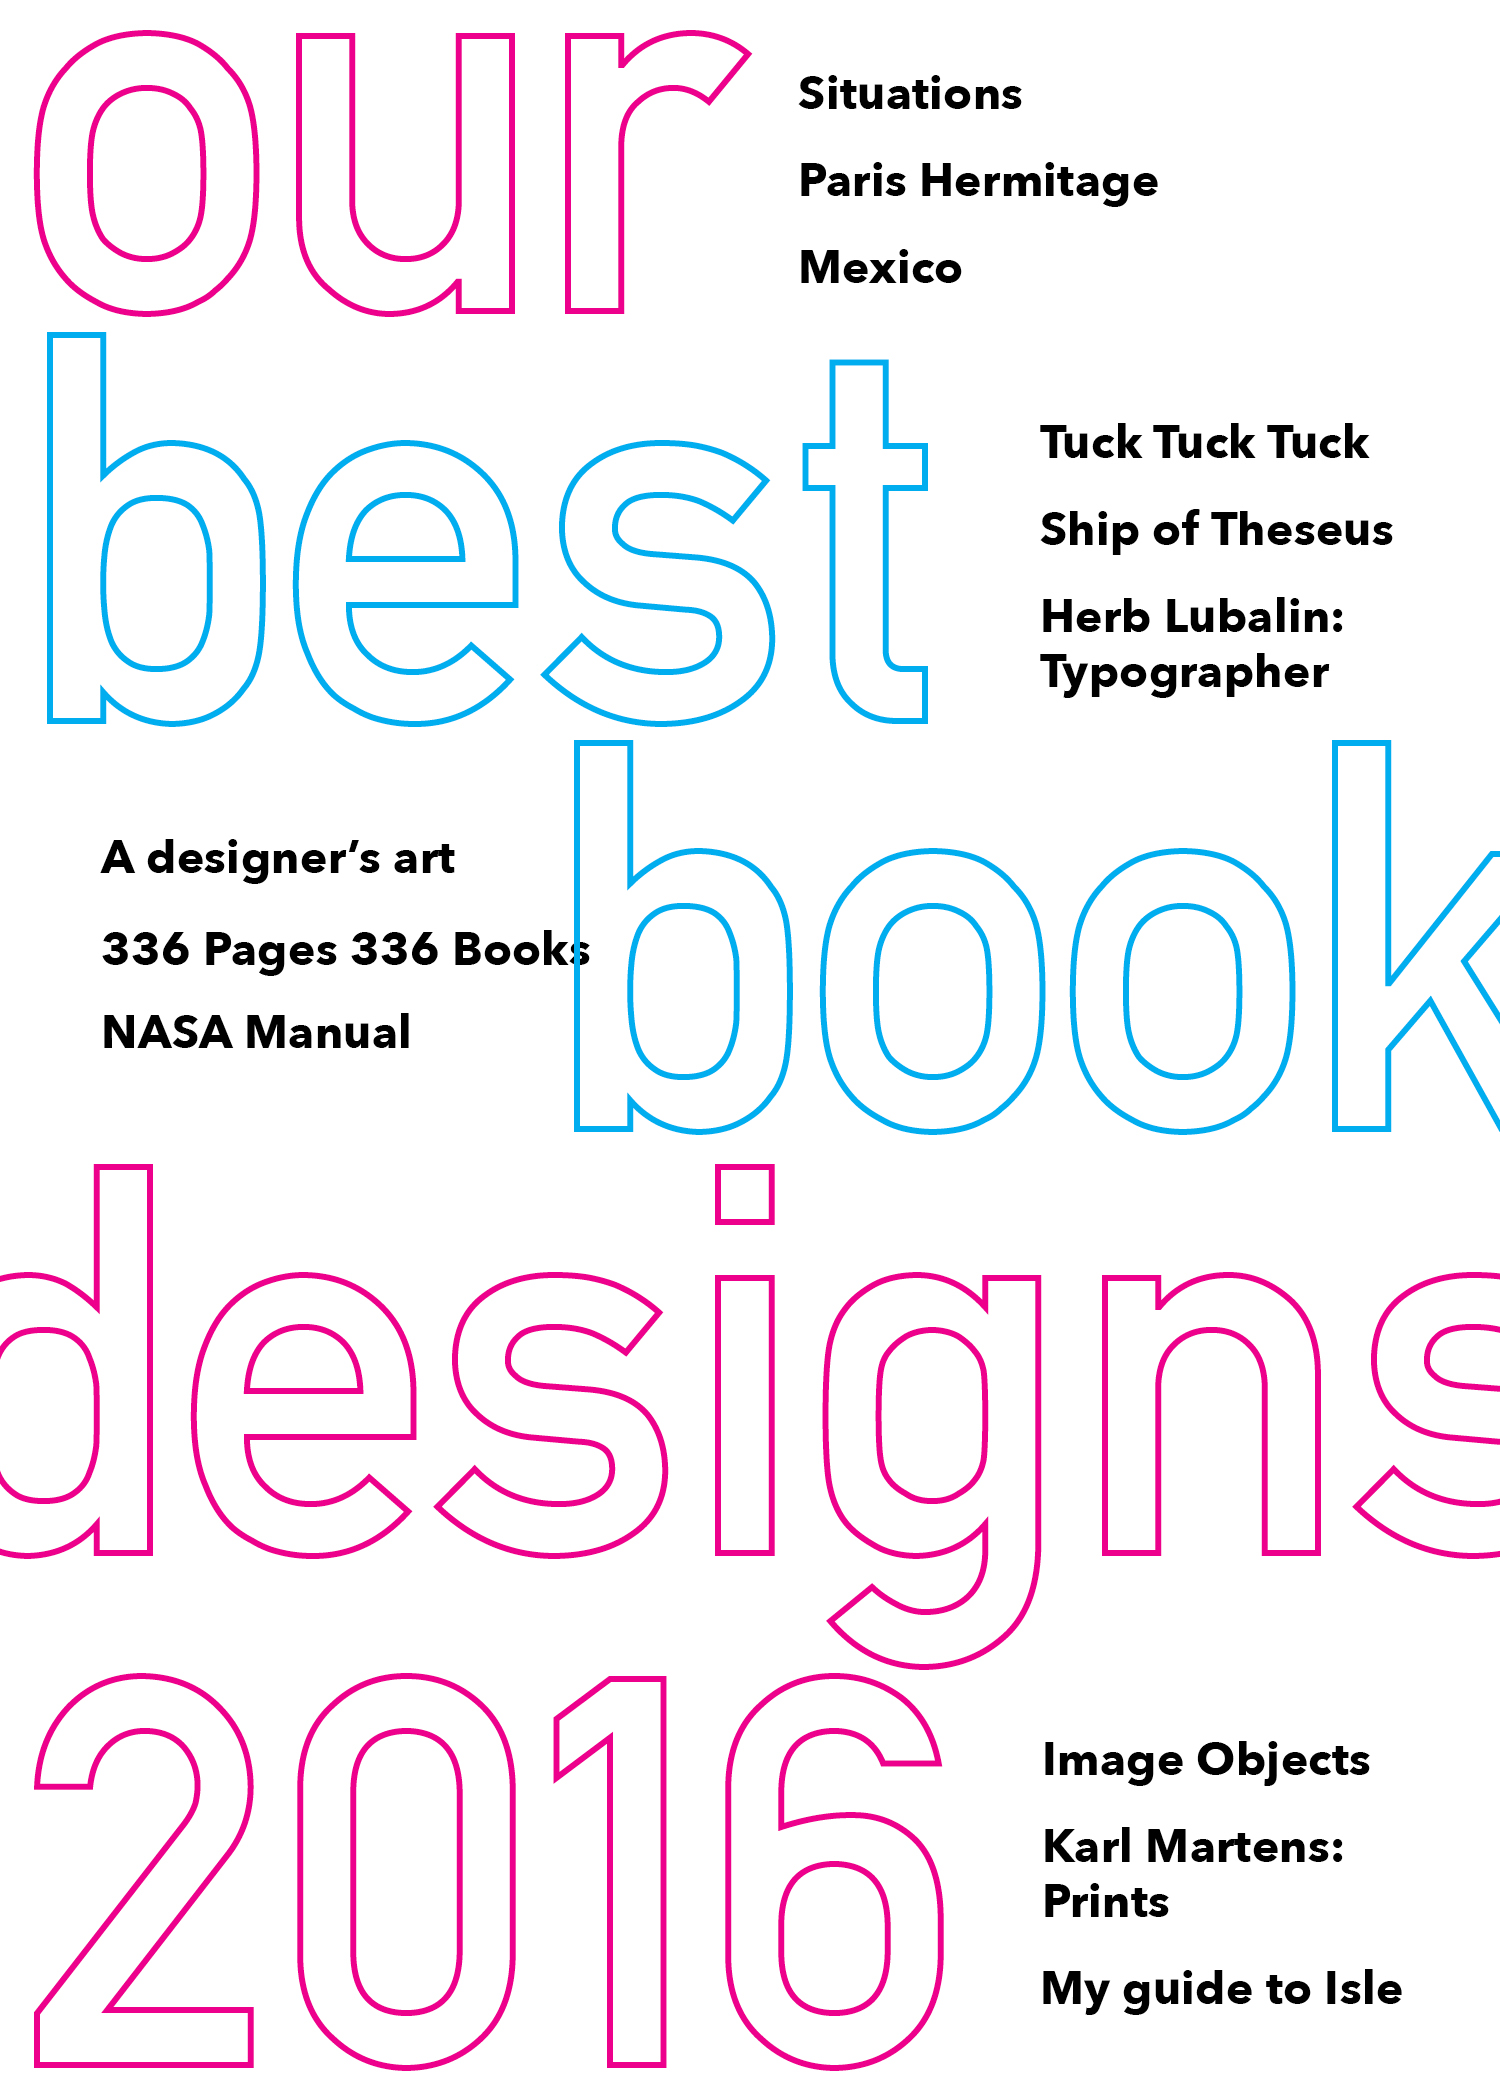 our
Situations
Paris Hermitage
Mexico
best
Tuck Tuck Tuck
Ship of Theseus
Herb Lubalin:
Typographer
A designer’s art
336 Pages 336 Books
NASA Manual
book
designs
2016
Image Objects
Karl Martens:
Prints
My guide to Isle